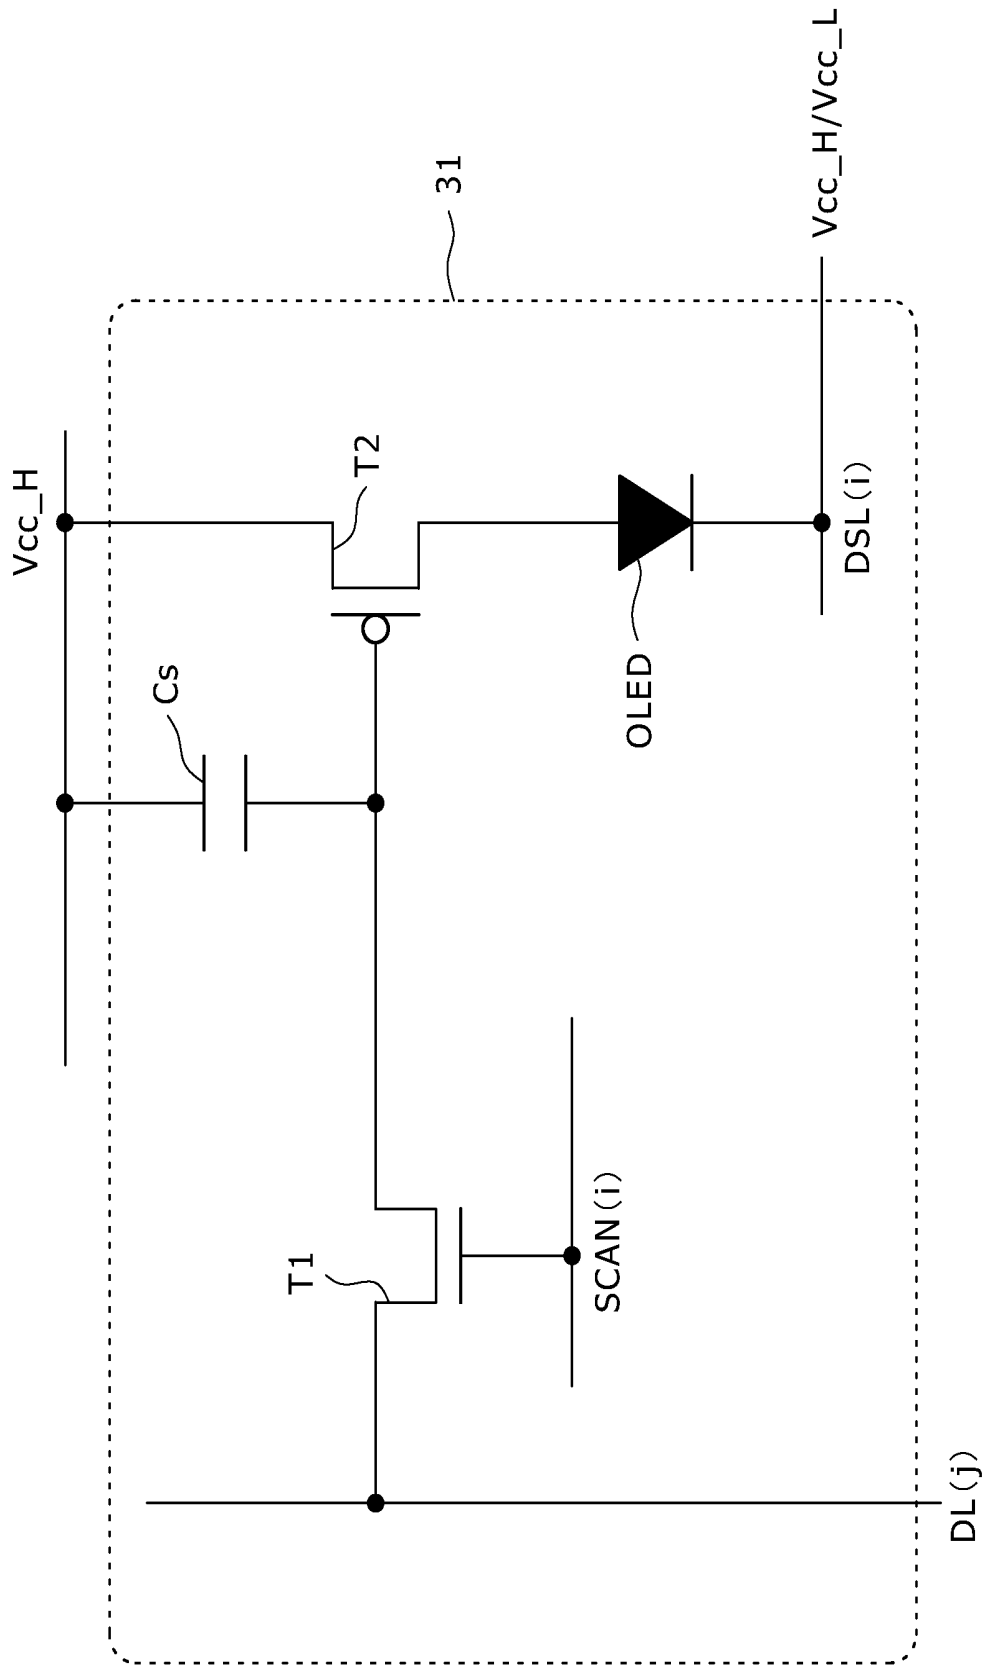 Vcc_H
Cs
T2
31
T1
SCAN(i)
OLED
Vcc_H/Vcc_L
DSL(i)
DL(j)